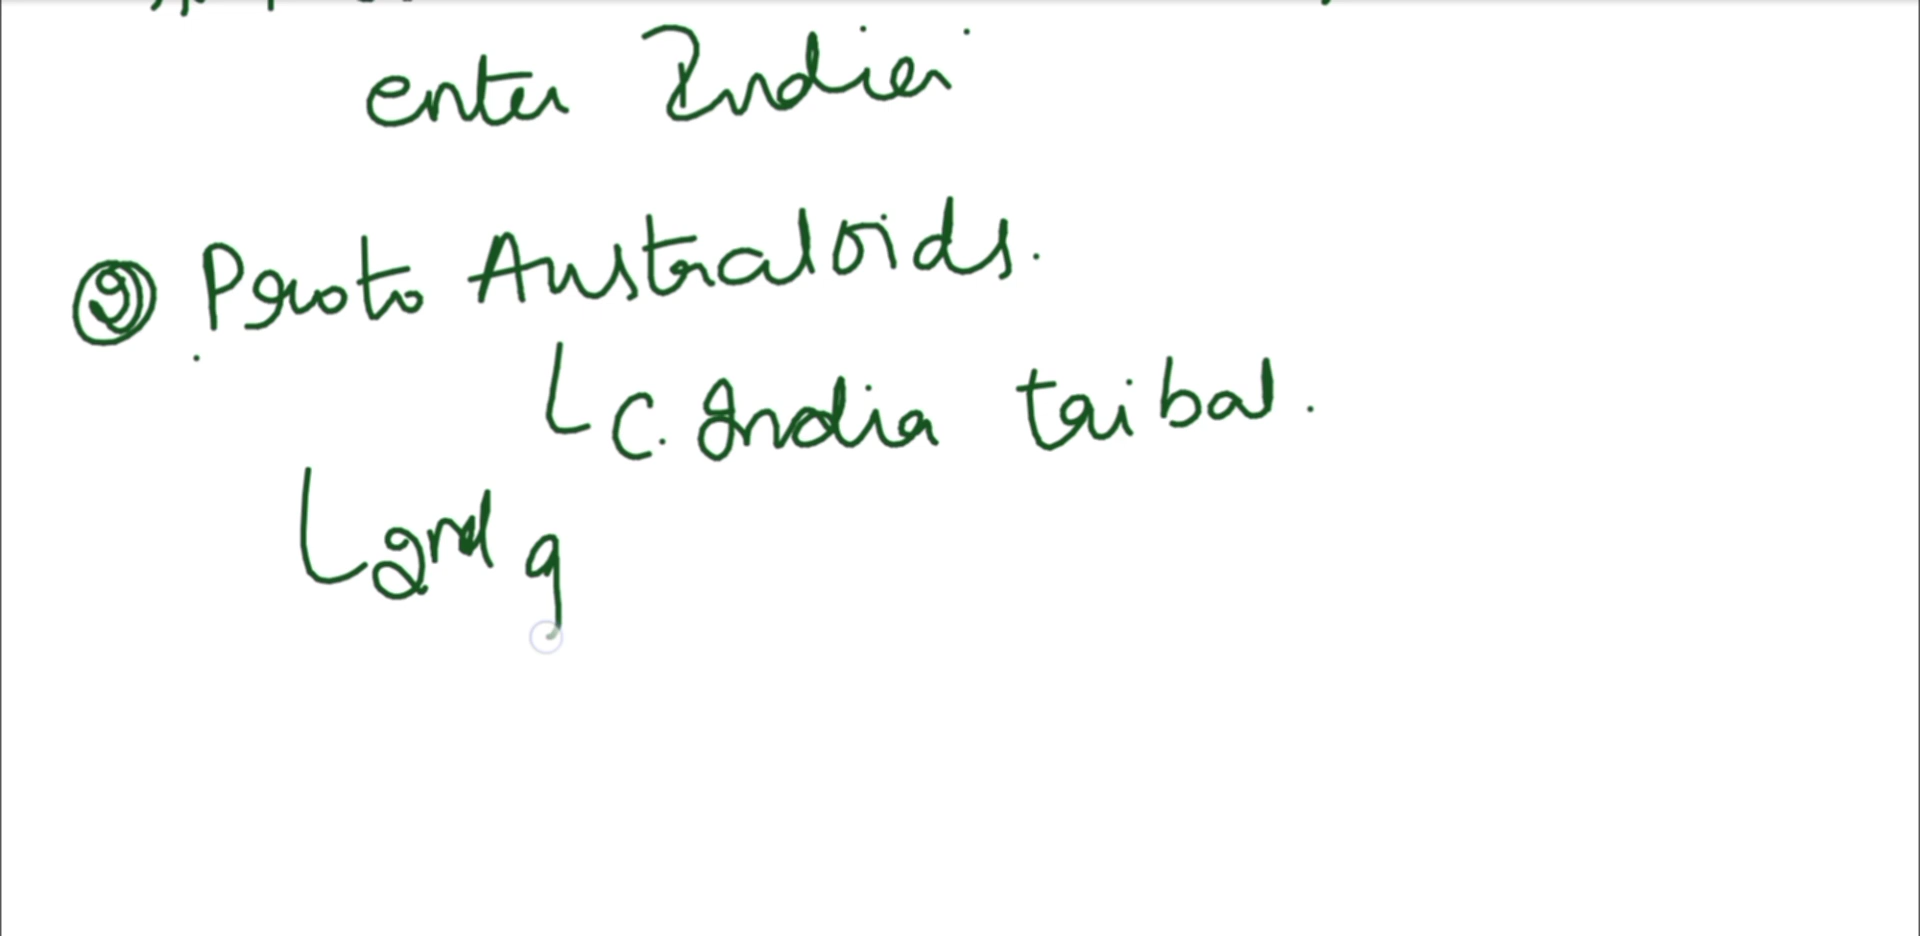 enter India
② Proto Australoids.
C. India tribal.
2nd g